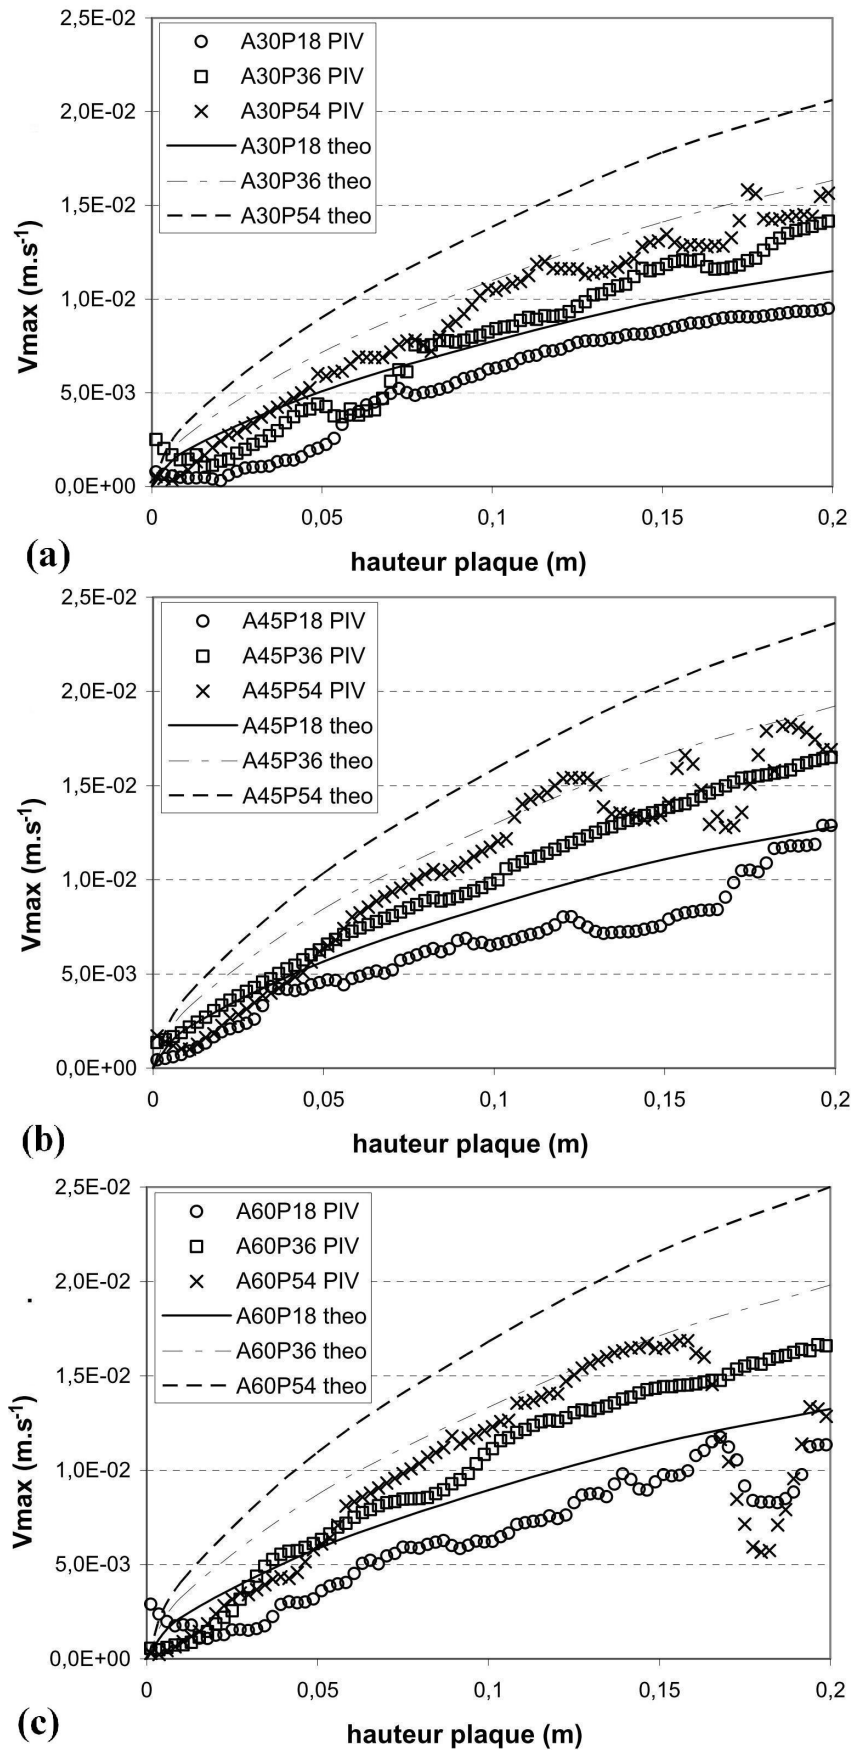 2,5E-02
2,0E-02
1,5E-02
1,0E-02
5,0E-03
0,0E+00
Vmax (m.s-1)
A30P18 PIV
A30P36 PIV
A30P54 PIV
A30P18 theo
A30P36 theo
A30P54 theo
0
0,05
0,1
0,15
0,2
(a)
hauteur plaque (m)
2,5E-02
2,0E-02
1,5E-02
1,0E-02
5,0E-03
0,0E+00
Vmax (m.s-1)
A45P18 PIV
A45P36 PIV
A45P54 PIV
A45P18 theo
A45P36 theo
A45P54 theo
0
0,05
0,1
0,15
0,2
(b)
hauteur plaque (m)
2,5E-02
2,0E-02
1,5E-02
1,0E-02
5,0E-03
0,0E+00
Vmax (m.s-1)
A60P18 PIV
A60P36 PIV
A60P54 PIV
A60P18 theo
A60P36 theo
A60P54 theo
0
0,05
0,1
0,15
0,2
(c)
hauteur plaque (m)